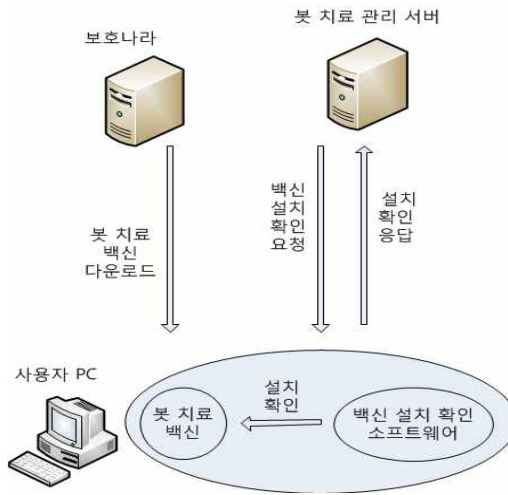 보호나라
봇 치료 관리 서버
봇 치료
백신
다운로드
백신
설치
확인
요청
설치
확인
응답
사용자 PC
봇 치료
백신
설치
확인
백신 설치 확인
소프트웨어